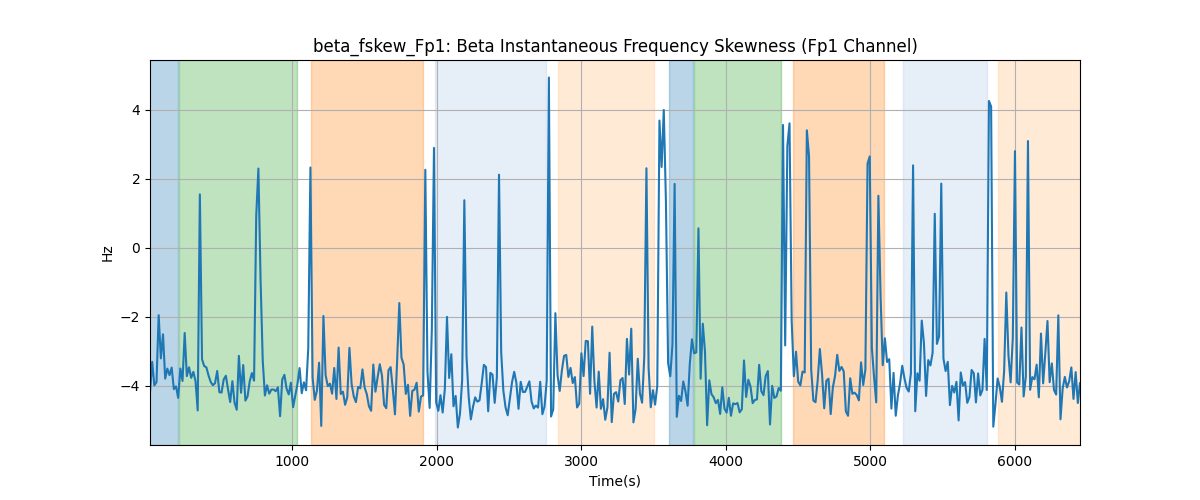 beta_fskew_Fp1: Beta Instantaneous Frequency Skewness (Fp1 Channel)
Hz
4
2
0
−2
−4
1000 2000 3000 4000 5000 6000
Time(s)